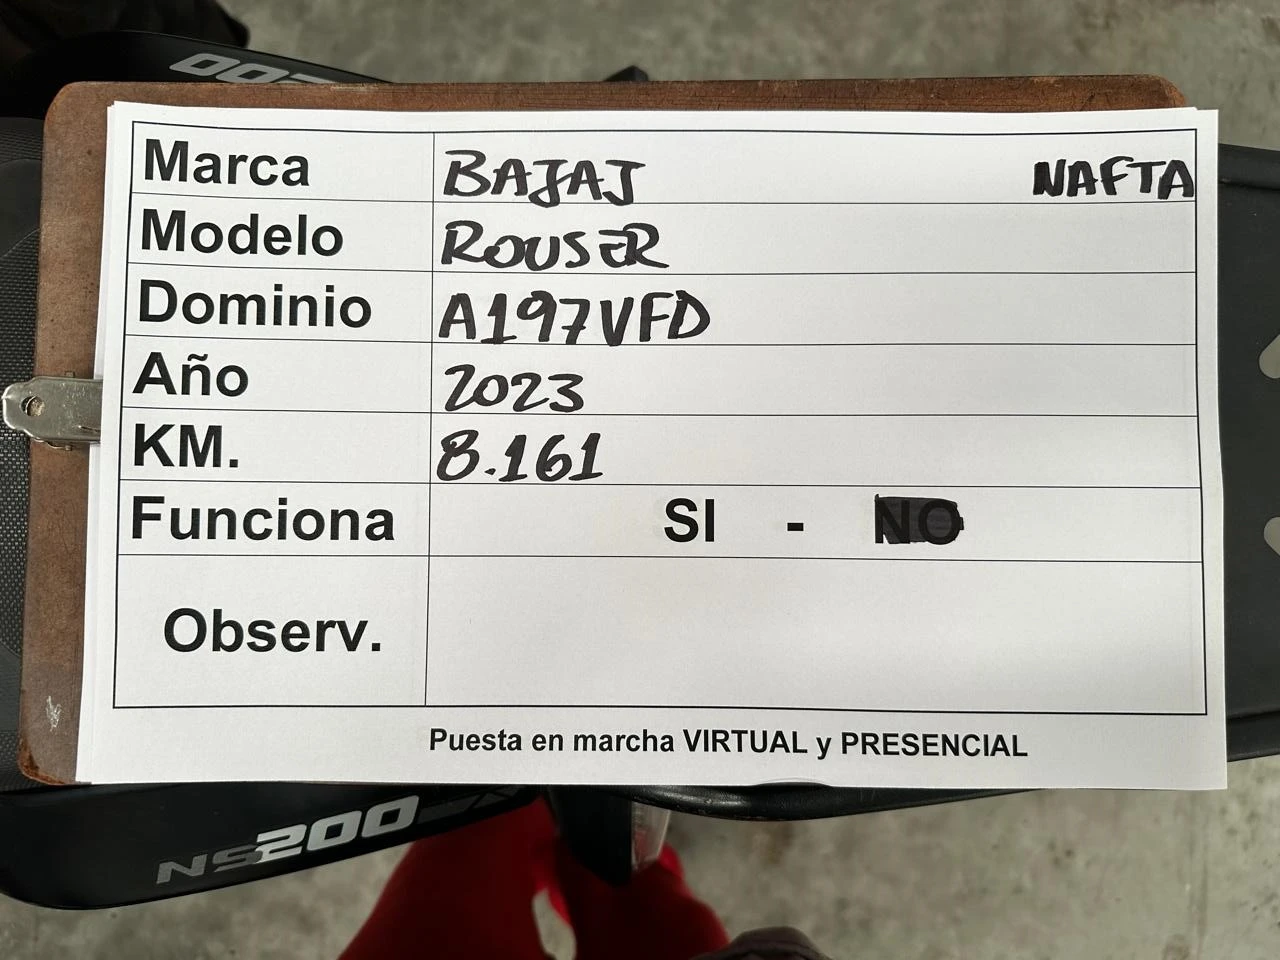 200
Marca BAJAJ NAFTA
Modelo ROUSER
Dominio A197VFD
Año 2023
KM. 8.161
Funciona SI - NO
Observ.
Puesta en marcha VIRTUAL y PRESENCIAL
NS200